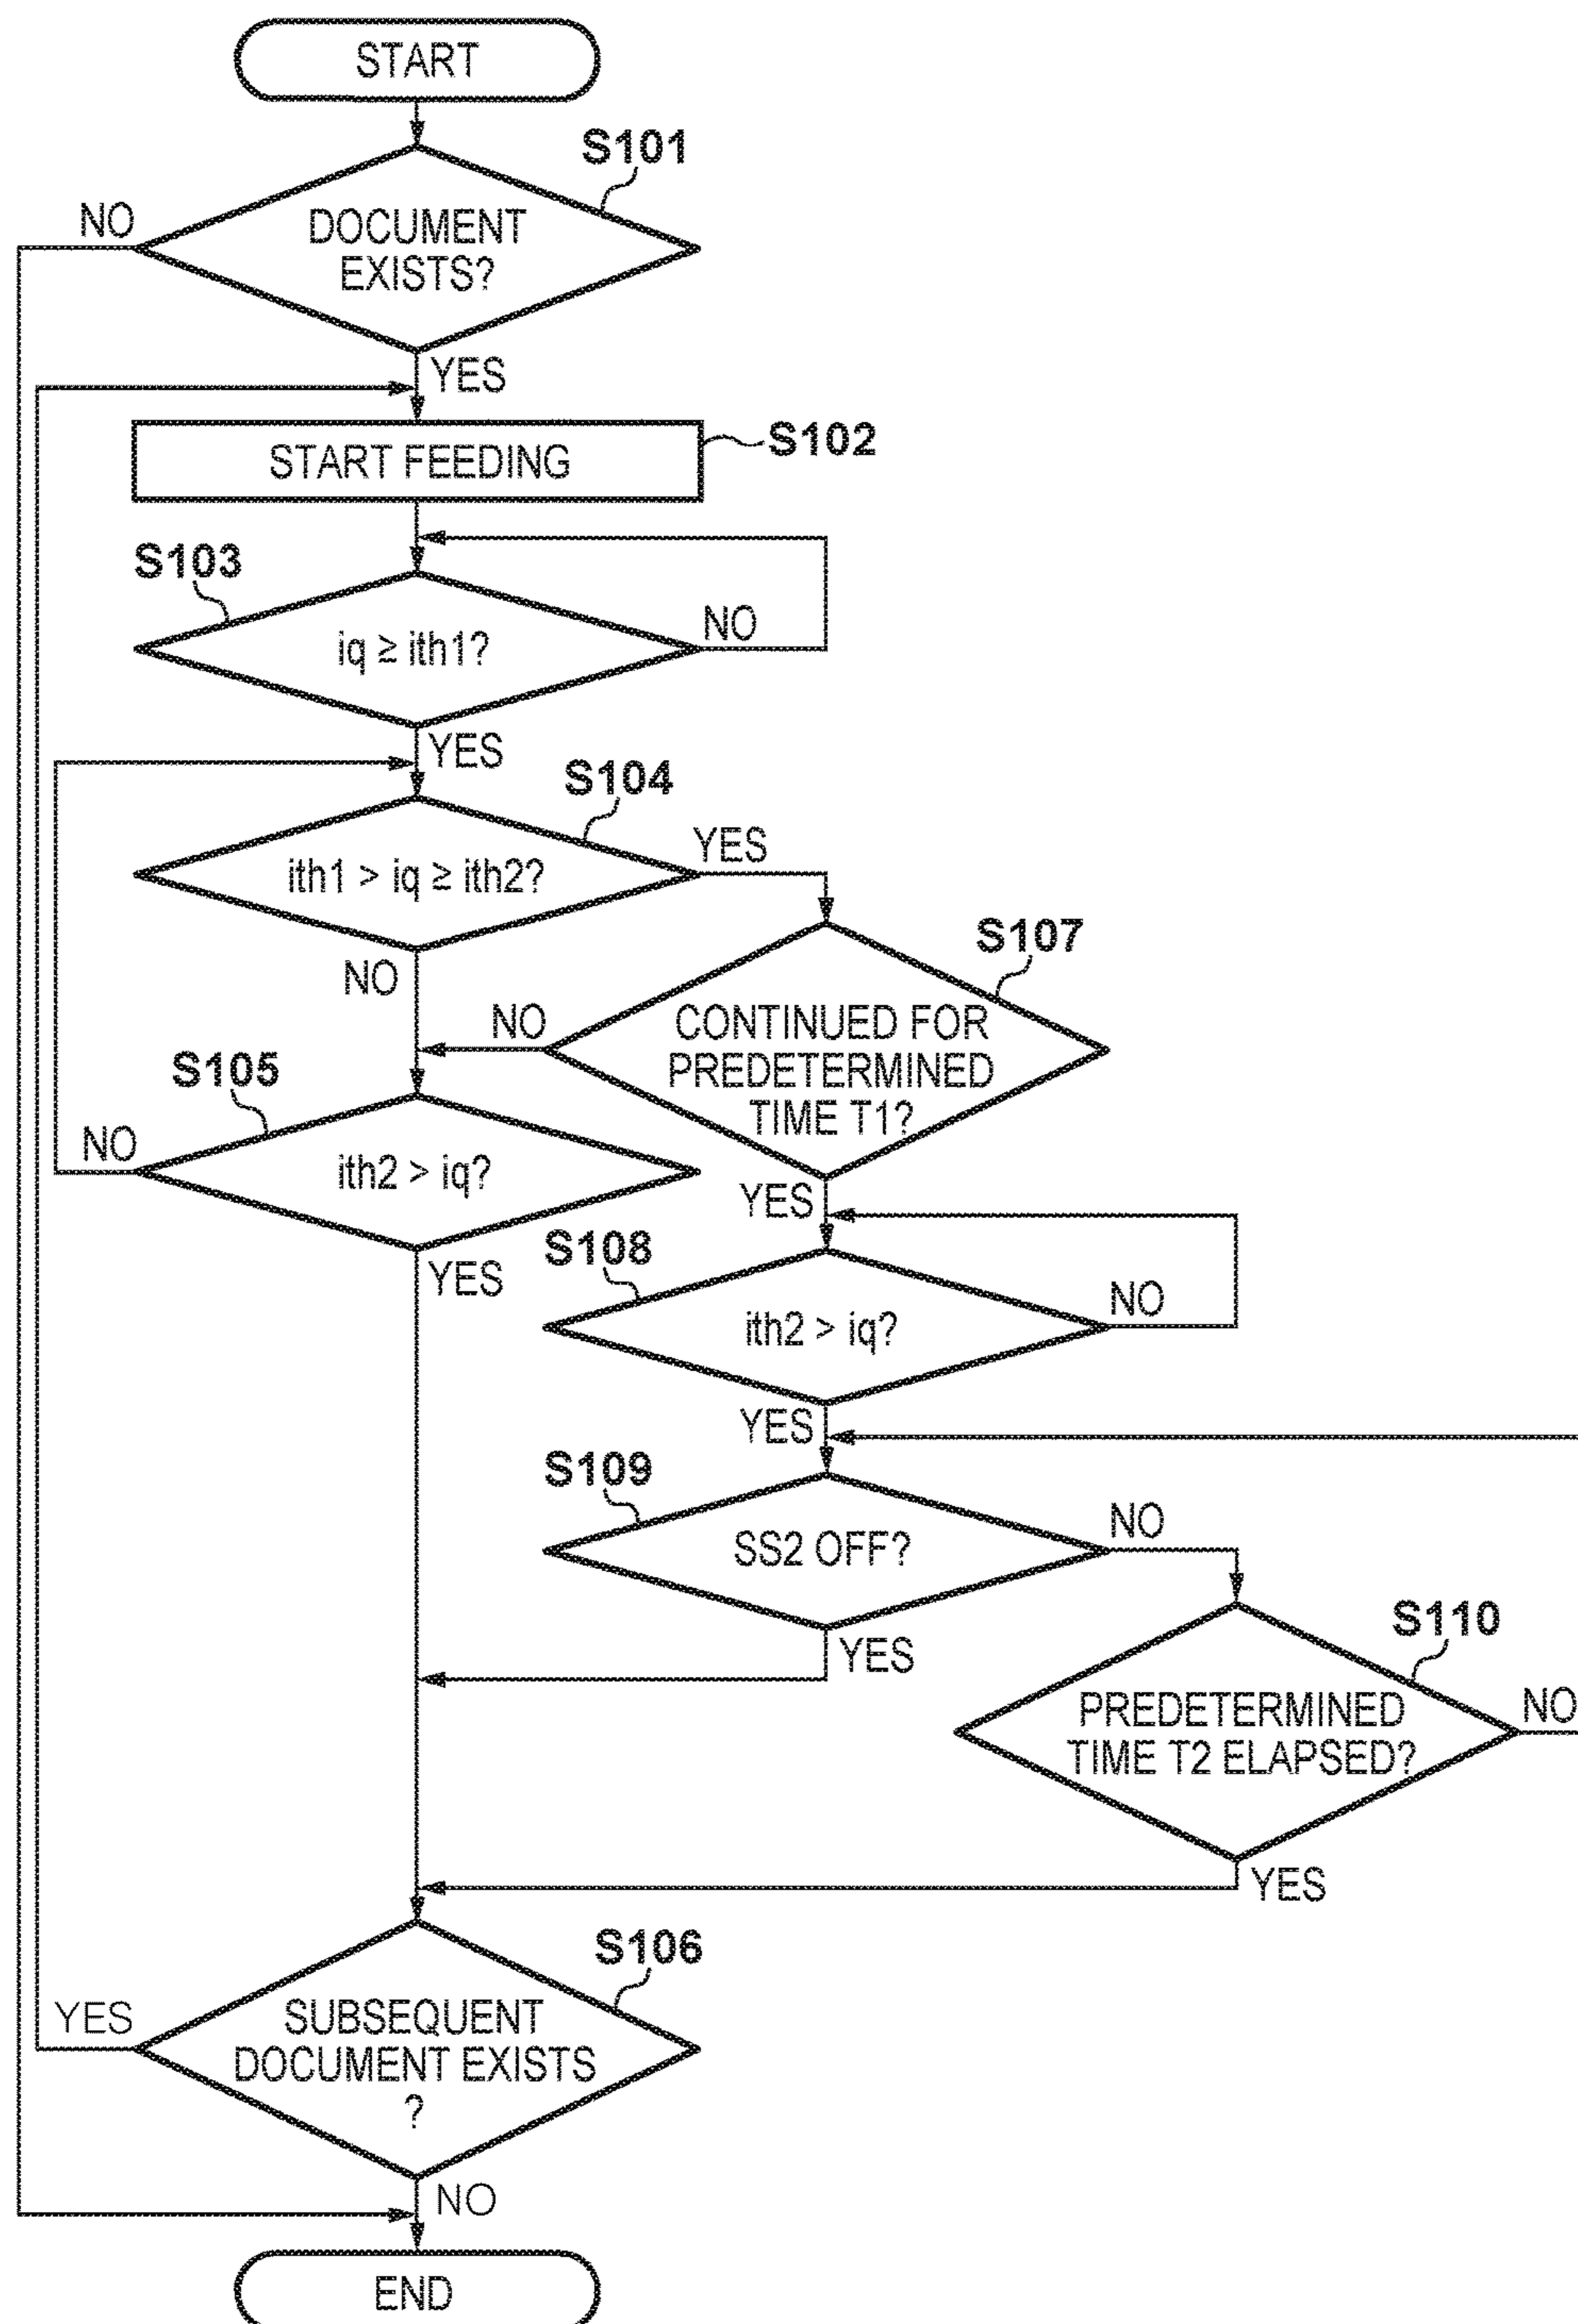 START
S101
NO
DOCUMENT
EXISTS?
YES
START FEEDING
S102
S103
iq ≥ ith1?
NO
YES
S104
ith1 > iq ≥ ith2?
YES
NO
S107
CONTINUED FOR
PREDETERMINED
TIME T1?
NO
YES
S105
NO
ith2 > iq?
YES
S108
ith2 > iq?
NO
YES
S109
SS2 OFF?
NO
YES
S110
PREDETERMINED
TIME T2 ELAPSED?
NO
YES
S106
YES
SUBSEQUENT
DOCUMENT EXISTS
?
NO
END